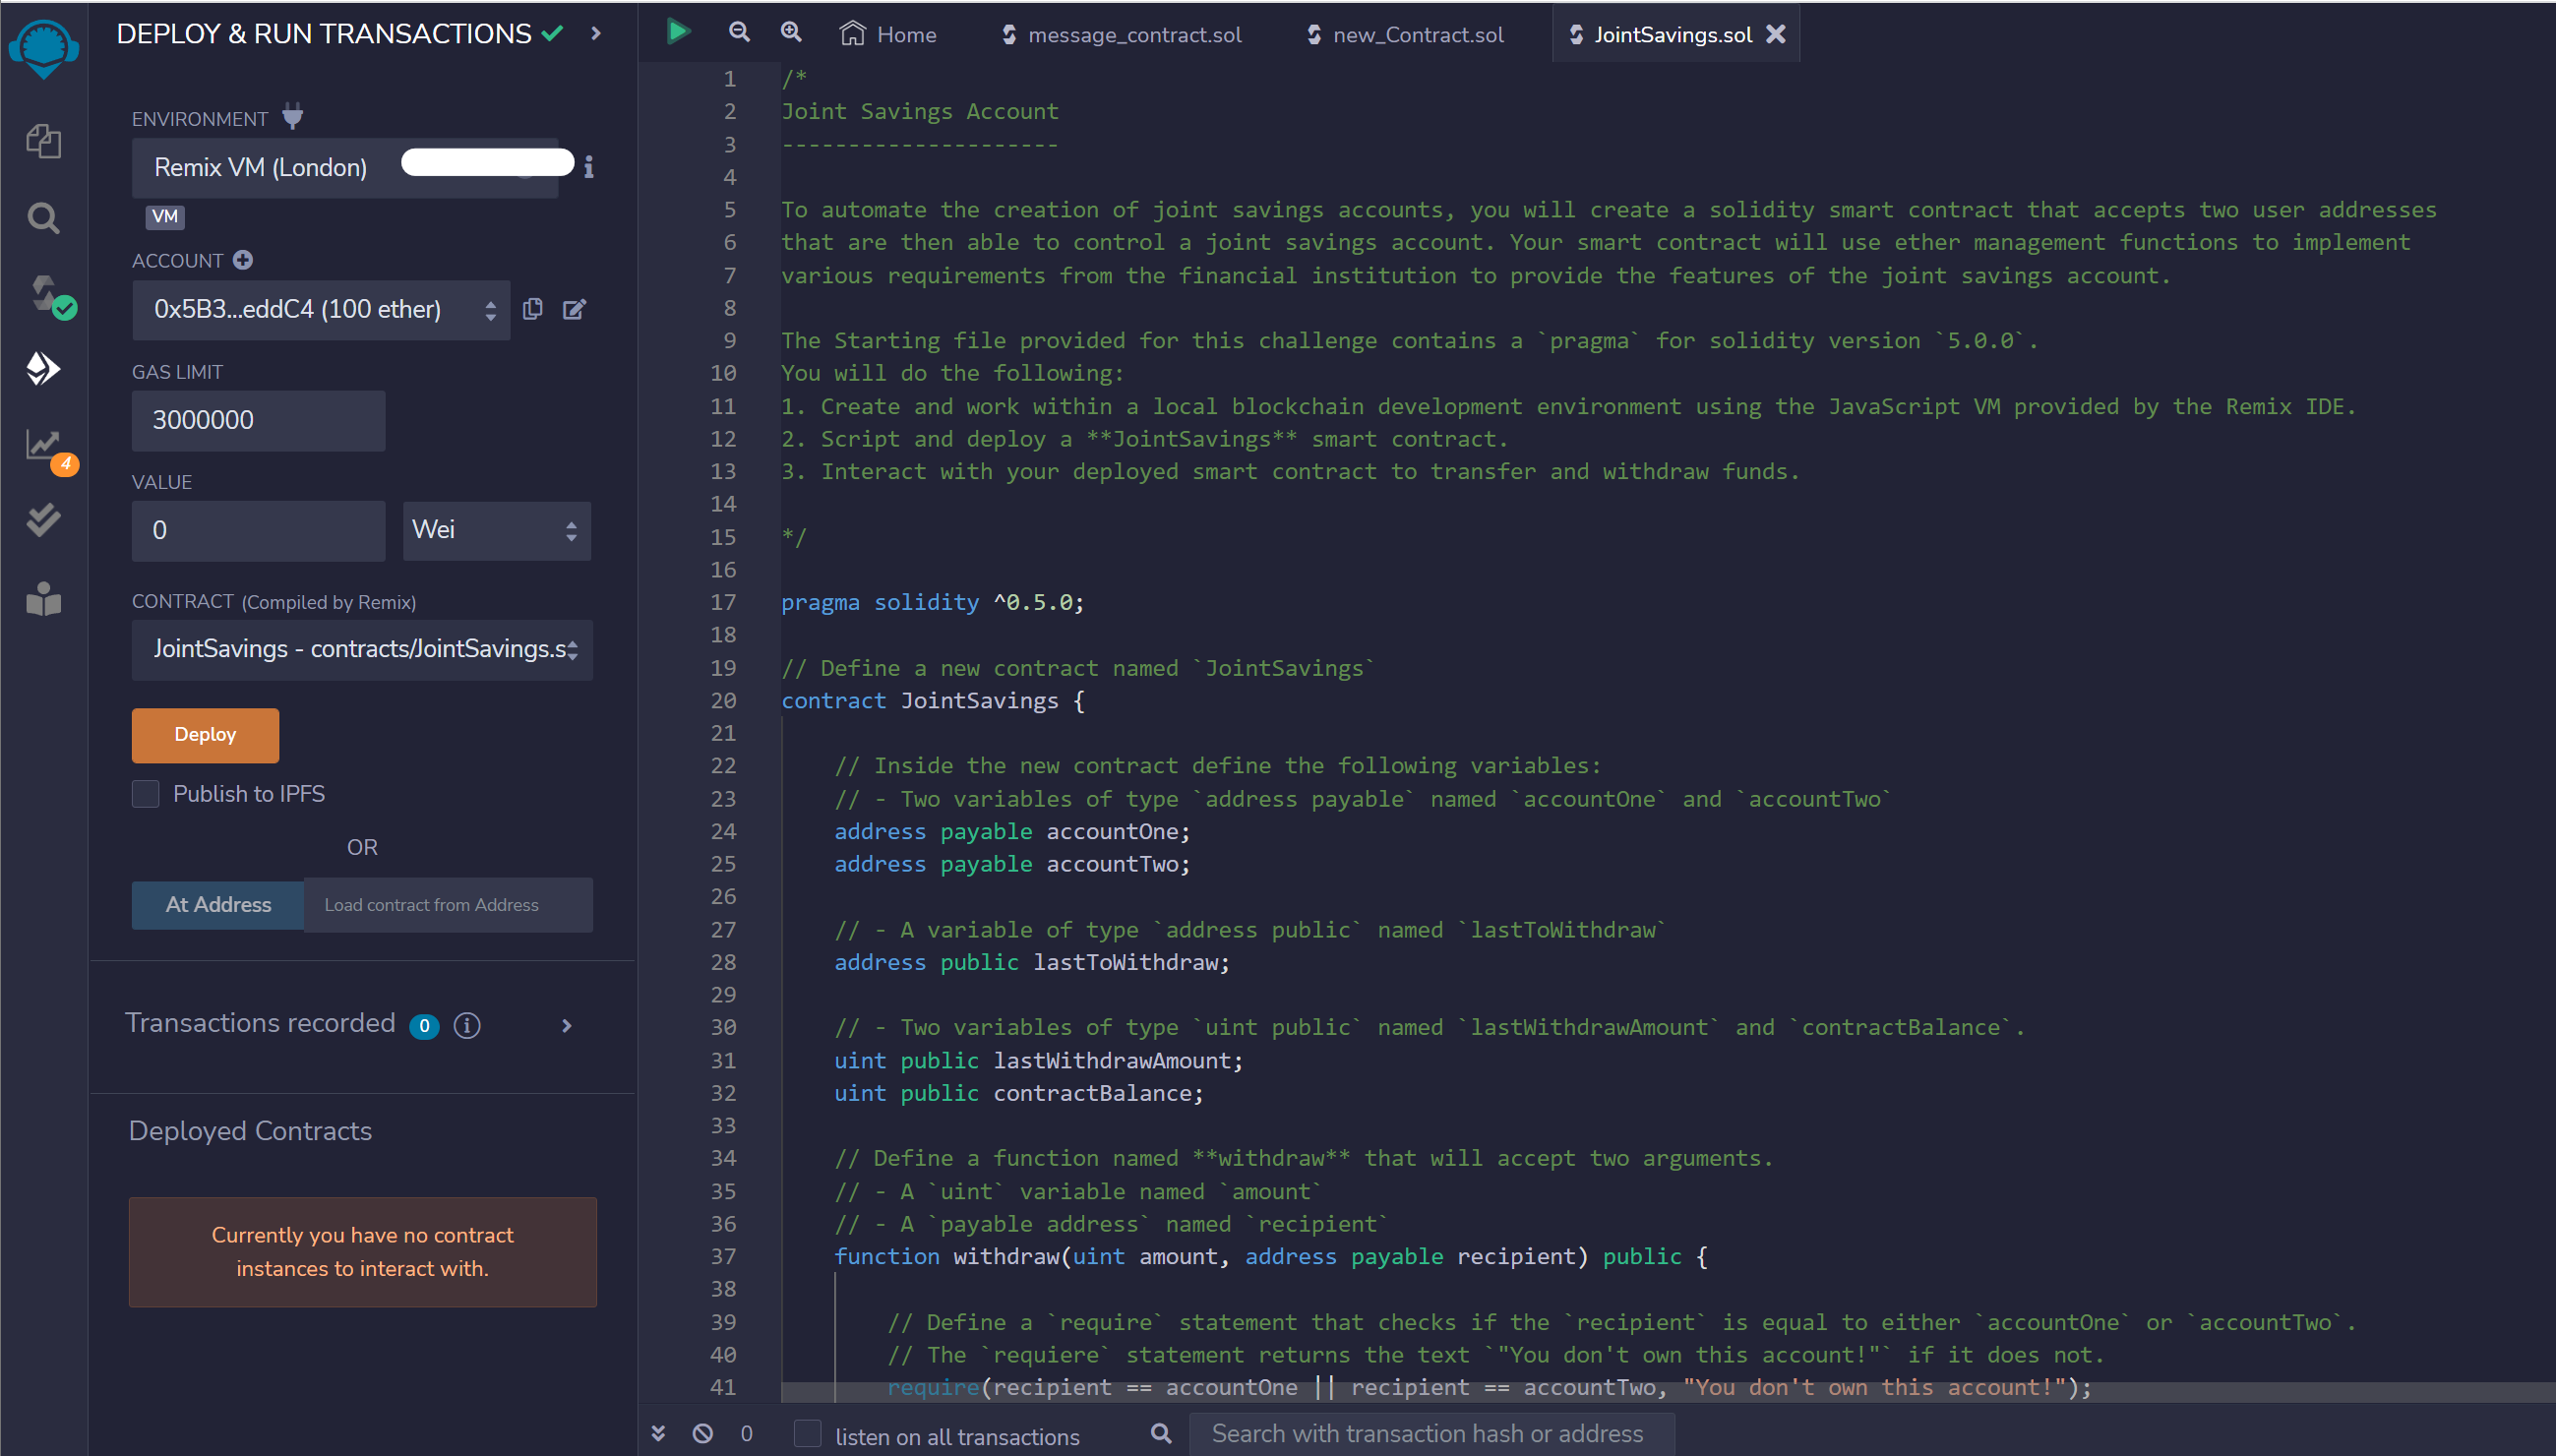 DEPLOY & RUN TRANSACTIONS
ENVIRONMENT
Remix VM (London)
VM
ACCOUNT
0x5B3...eddC4 (100 ether)
GAS LIMIT
3000000
VALUE
0 Wei
CONTRACT (Compiled by Remix)
JointSavings - contracts/JointSavings.s
Deploy
Publish to IPFS
OR
At Address Load contract from Address
Transactions recorded 0 i
Deployed Contracts
Currently you have no contract
instances to interact with.
4
Home message_contract.sol new_Contract.sol JointSavings.sol
1 /*
2 Joint Savings Account
3 ---------------------
4
5 To automate the creation of joint savings accounts, you will create a solidity smart contract that accepts two user addresses
6 that are then able to control a joint savings account. Your smart contract will use ether management functions to implement
7 various requirements from the financial institution to provide the features of the joint savings account.
8
9 The Starting file provided for this challenge contains a `pragma` for solidity version `5.0.0`.
10 You will do the following:
11 1. Create and work within a local blockchain development environment using the JavaScript VM provided by the Remix IDE.
12 2. Script and deploy a **JointSavings** smart contract.
13 3. Interact with your deployed smart contract to transfer and withdraw funds.
14
15 */
16
17 pragma solidity ^0.5.0;
18
19 // Define a new contract named `JointSavings`
20 contract JointSavings {
21
22 // Inside the new contract define the following variables:
23 // - Two variables of type `address payable` named `accountOne` and `accountTwo`
24 address payable accountOne;
25 address payable accountTwo;
26
27 // - A variable of type `address public` named `lastToWithdraw`
28 address public lastToWithdraw;
29
30 // - Two variables of type `uint public` named `lastWithdrawAmount` and `contractBalance`.
31 uint public lastWithdrawAmount;
32 uint public contractBalance;
33
34 // Define a function named **withdraw** that will accept two arguments.
35 // - A `uint` variable named `amount`
36 // - A `payable address` named `recipient`
37 function withdraw(uint amount, address payable recipient) public {
38
39 // Define a `require` statement that checks if the `recipient` is equal to either `accountOne` or `accountTwo`.
40 // The `requiere` statement returns the text `"You don't own this account!"` if it does not.
41 require(recipient == accountOne || recipient == accountTwo, "You don't own this account!");
0 listen on all transactions Search with transaction hash or address